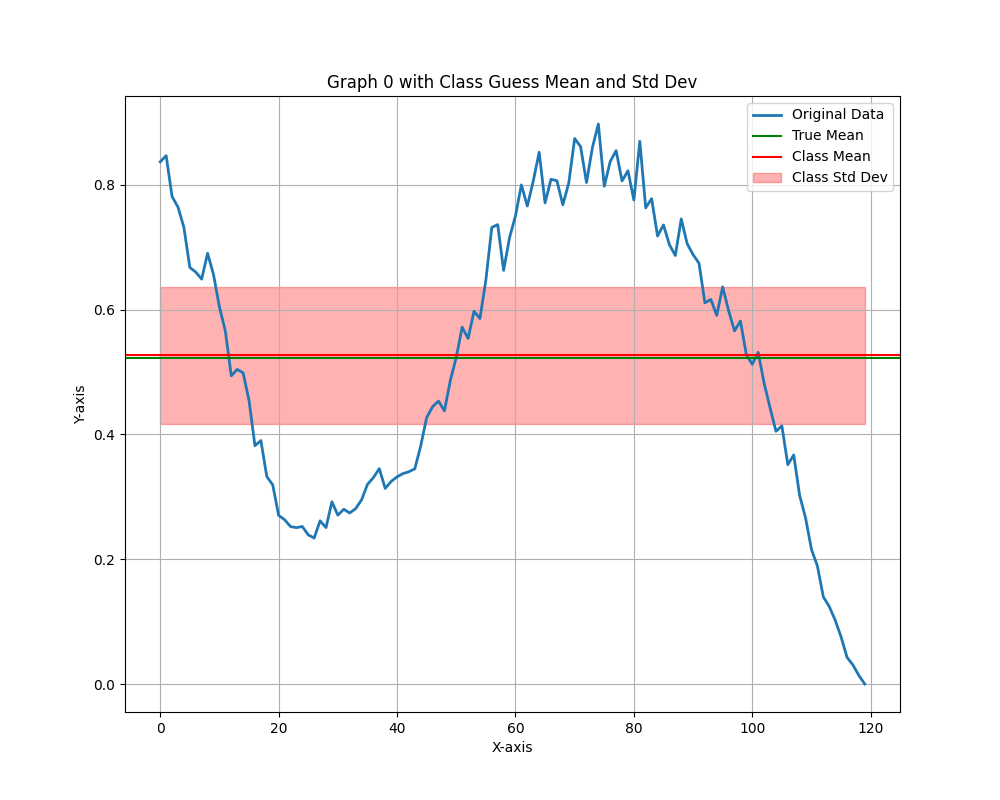 Graph 0 with Class Guess Mean and Std Dev
Original Data
True Mean
Class Mean
Class Std Dev
Y-axis
0.8
0.6
0.4
0.2
0.0
0 20 40 60 80 100 120
X-axis